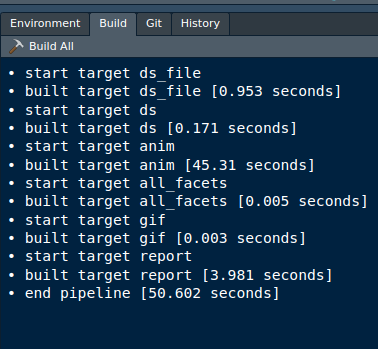 Environment Build Git History
Build All
• start target ds_file
• built target ds_file [0.953 seconds]
• start target ds
• built target ds [0.171 seconds]
• start target anim
• built target anim [45.31 seconds]
• start target all_facets
• built target all_facets [0.005 seconds]
• start target gif
• built target gif [0.003 seconds]
• start target report
• built target report [3.981 seconds]
• end pipeline [50.602 seconds]